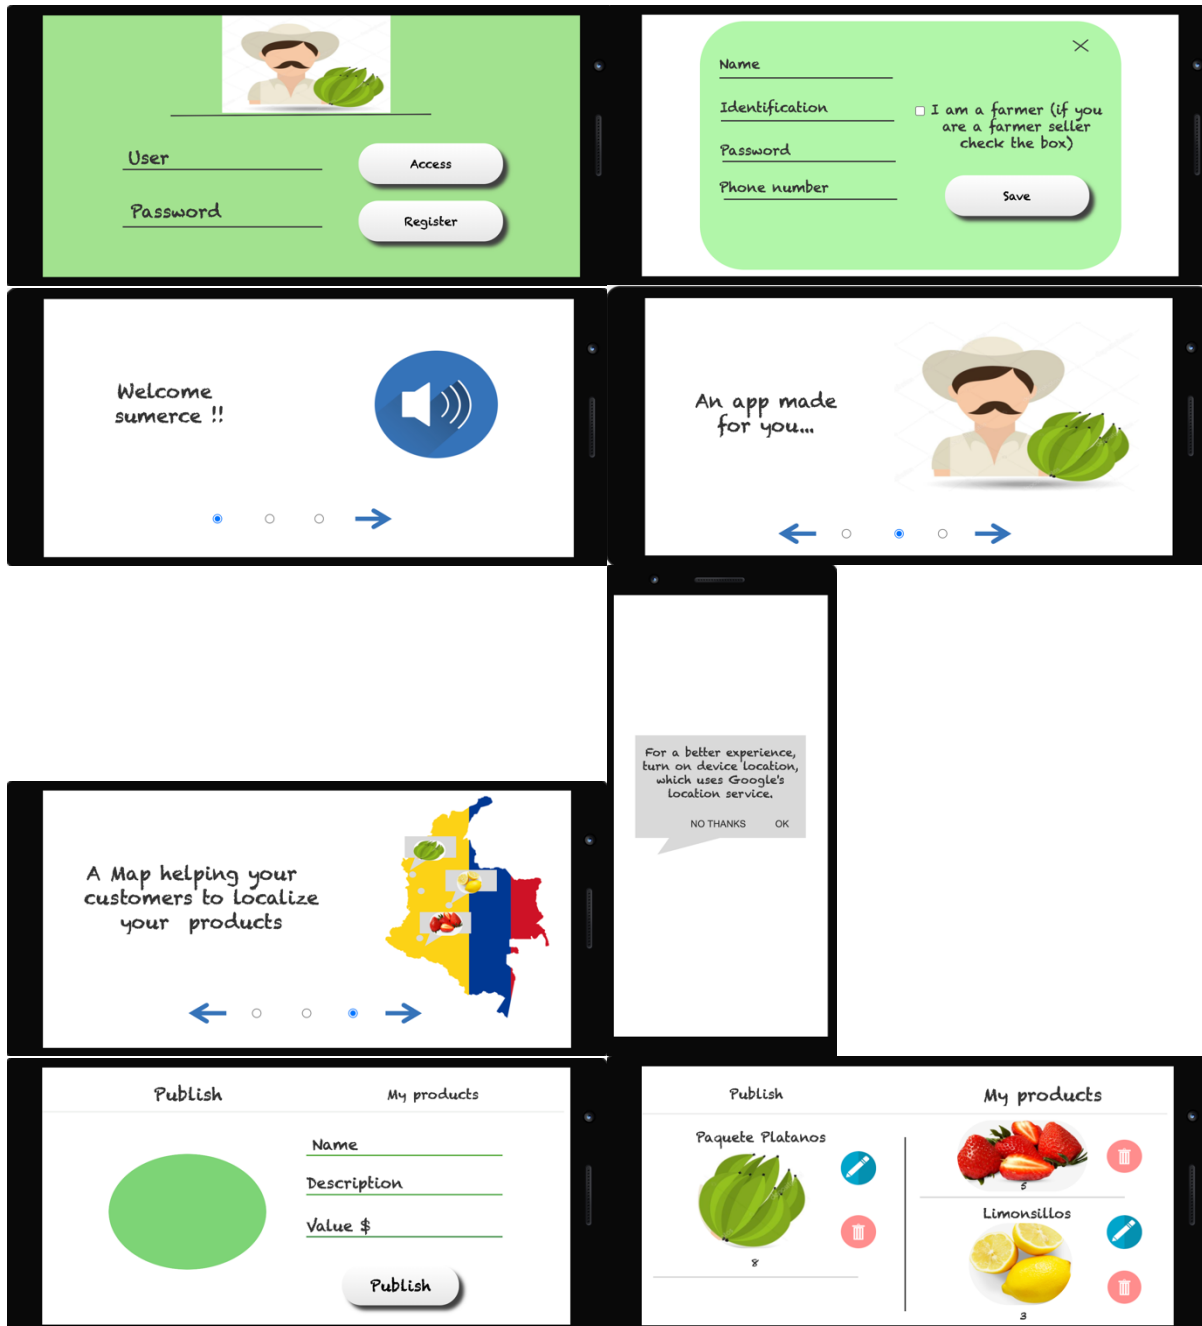 User
Access
Password
Register
Name
Identification
I am a farmer (if you
are a farmer seller
check the box)
Password
Phone number
Save
Welcome
sumerce !!
An app made
for you...
A Map helping your
customers to localize
your products
For a better experience,
turn on device location,
which uses Google's
location service.
NO THANKS OK
Publish My products
Name
Description
Value $
Publish
Publish My products
Paquete Platanos
8
5
Limonsillos
3